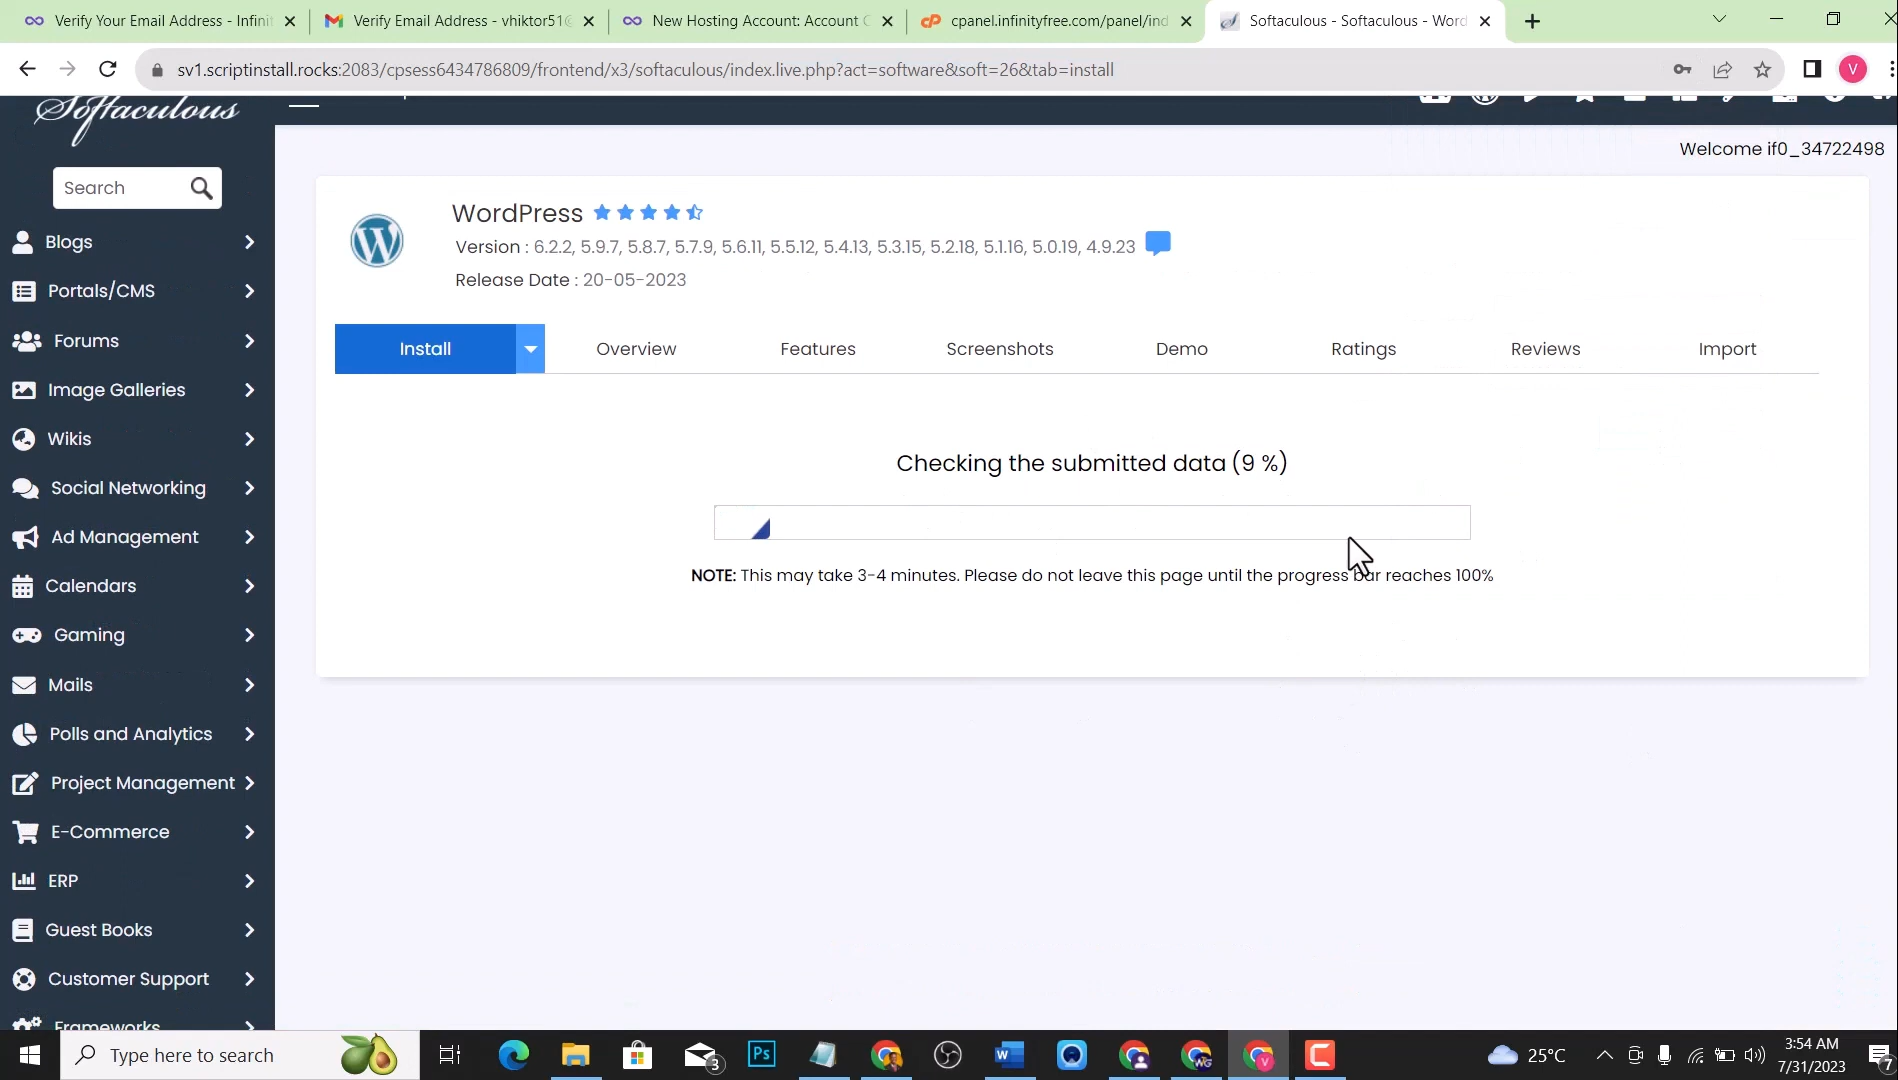 Verify Your Email Address - Infinit
Verify Email Address - vhiktor51@
New Hosting Account: Account C
cpanel.infinityfree.com/panel/ind
Softaculous - Softaculous - Word
sv1.scriptinstall.rocks:2083/cpsess6434786809/frontend/x3/softaculous/index.live.php?act=software&soft=26&tab=install
V
Softaculous
Welcome if0_34722498
Search
Blogs
Portals/CMS
Forums
Image Galleries
Wikis
Social Networking
Ad Management
Calendars
Gaming
Mails
Polls and Analytics
Project Management
E-Commerce
ERP
Guest Books
Customer Support
Frameworks
WordPress
Version : 6.2.2, 5.9.7, 5.8.7, 5.7.9, 5.6.11, 5.5.12, 5.4.13, 5.3.15, 5.2.18, 5.1.16, 5.0.19, 4.9.23
Release Date : 20-05-2023
Install
Overview
Features
Screenshots
Demo
Ratings
Reviews
Import
Checking the submitted data (9 %)
NOTE: This may take 3-4 minutes. Please do not leave this page until the progress bar reaches 100%
Type here to search
3
Ps
25°C
3:54 AM
7/31/2023
7